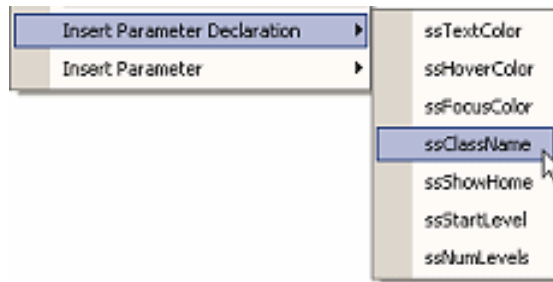 Insert Parameter Declaration
Insert Parameter
ssTextColor
ssHoverColor
ssFocusColor
ssClassName
ssShowHome
ssStartLevel
ssNumLevels